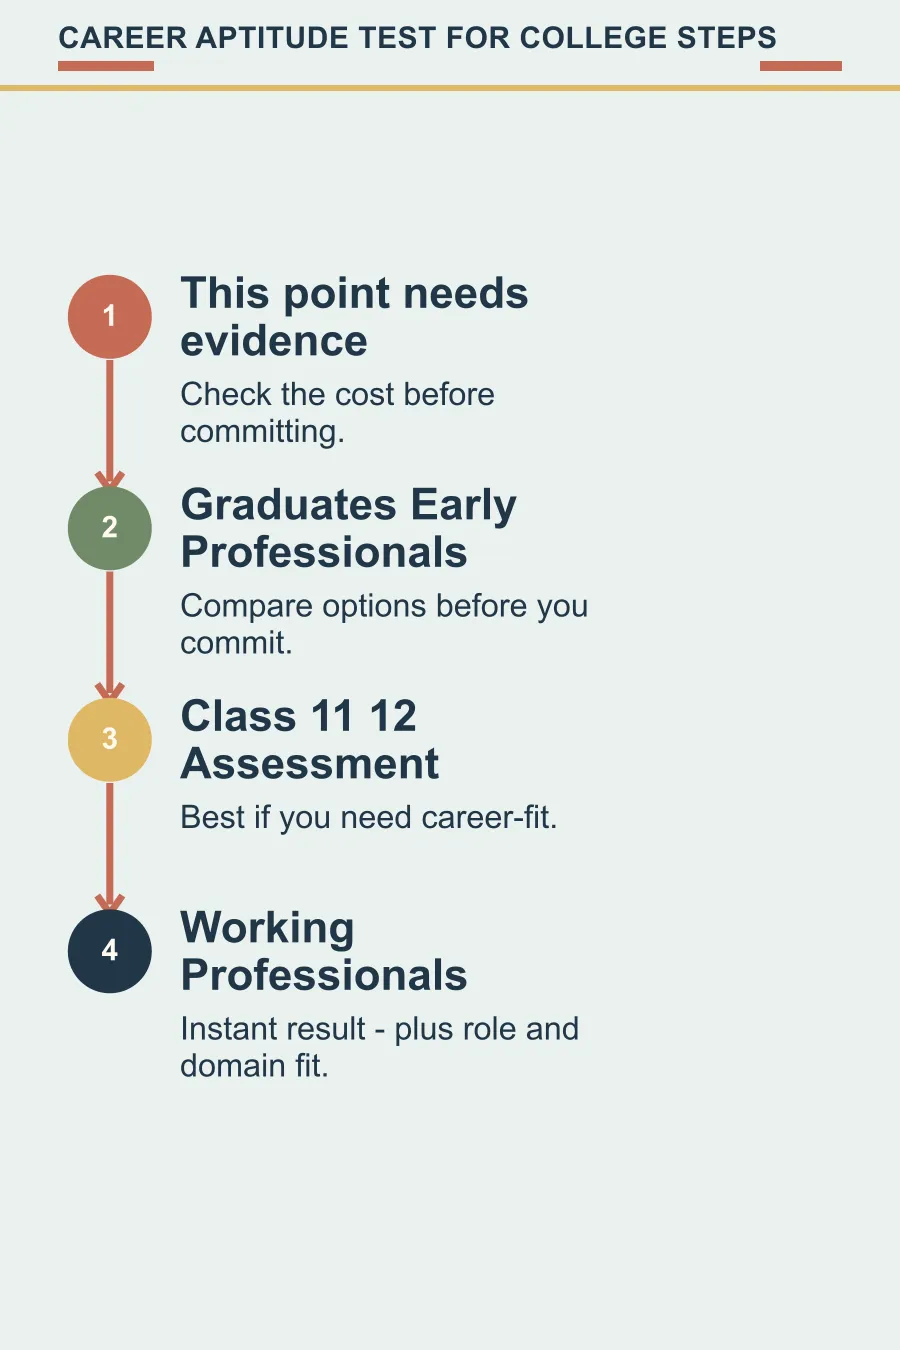 CAREER APTITUDE TEST FOR COLLEGE STEPS
1
This point needs
evidence
Check the cost before
committing.
2
Graduates Early
Professionals
Compare options before you
commit.
3
Class 11 12
Assessment
Best if you need career-fit.
4
Working
Professionals
Instant result - plus role and
domain fit.